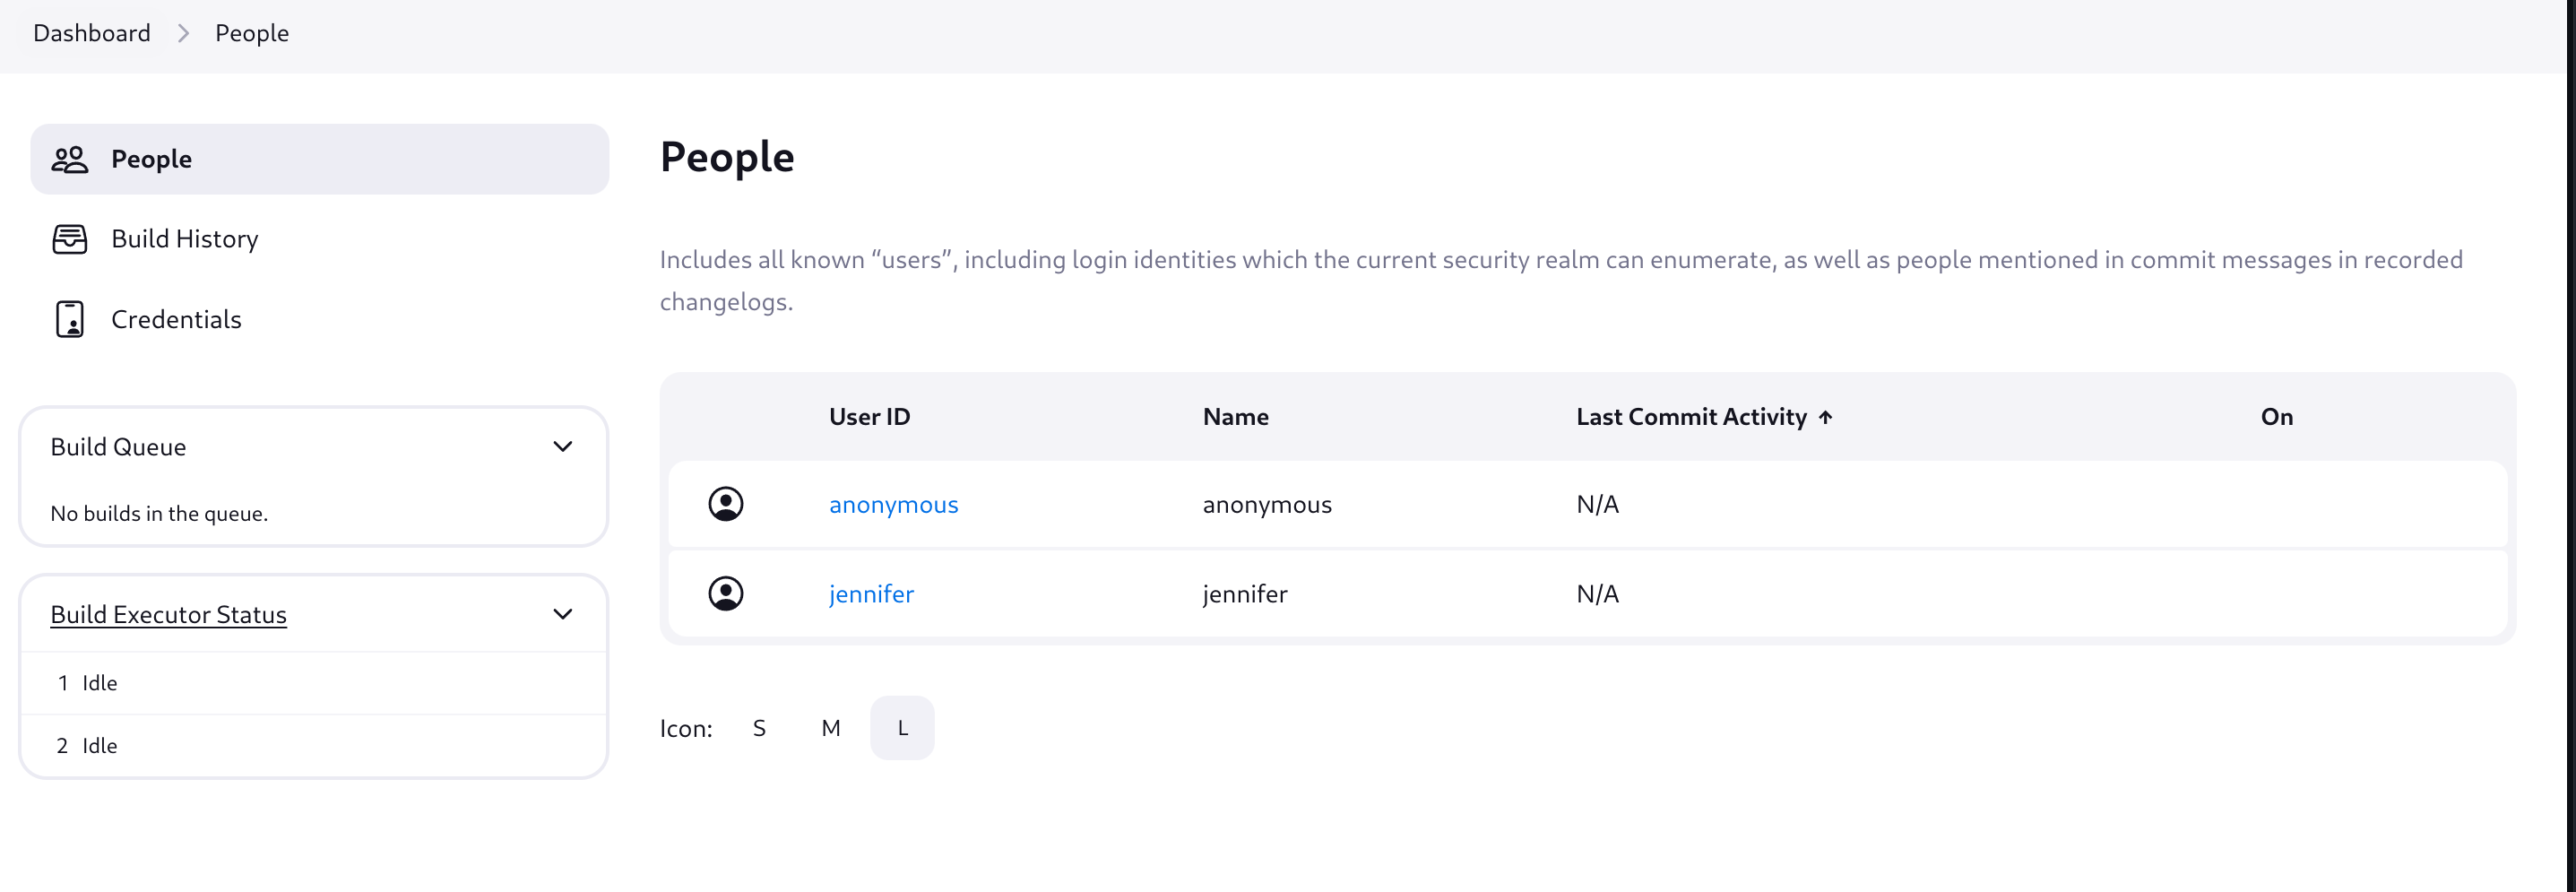 Dashboard > People
People
Build History
Credentials
Build Queue
No builds in the queue.
Build Executor Status
1 Idle
2 Idle
People
Includes all known “users”, including login identities which the current security realm can enumerate, as well as people mentioned in commit messages in recorded
changelogs.
User ID Name Last Commit Activity ↑ On
anonymous anonymous N/A
jennifer jennifer N/A
Icon: S M L